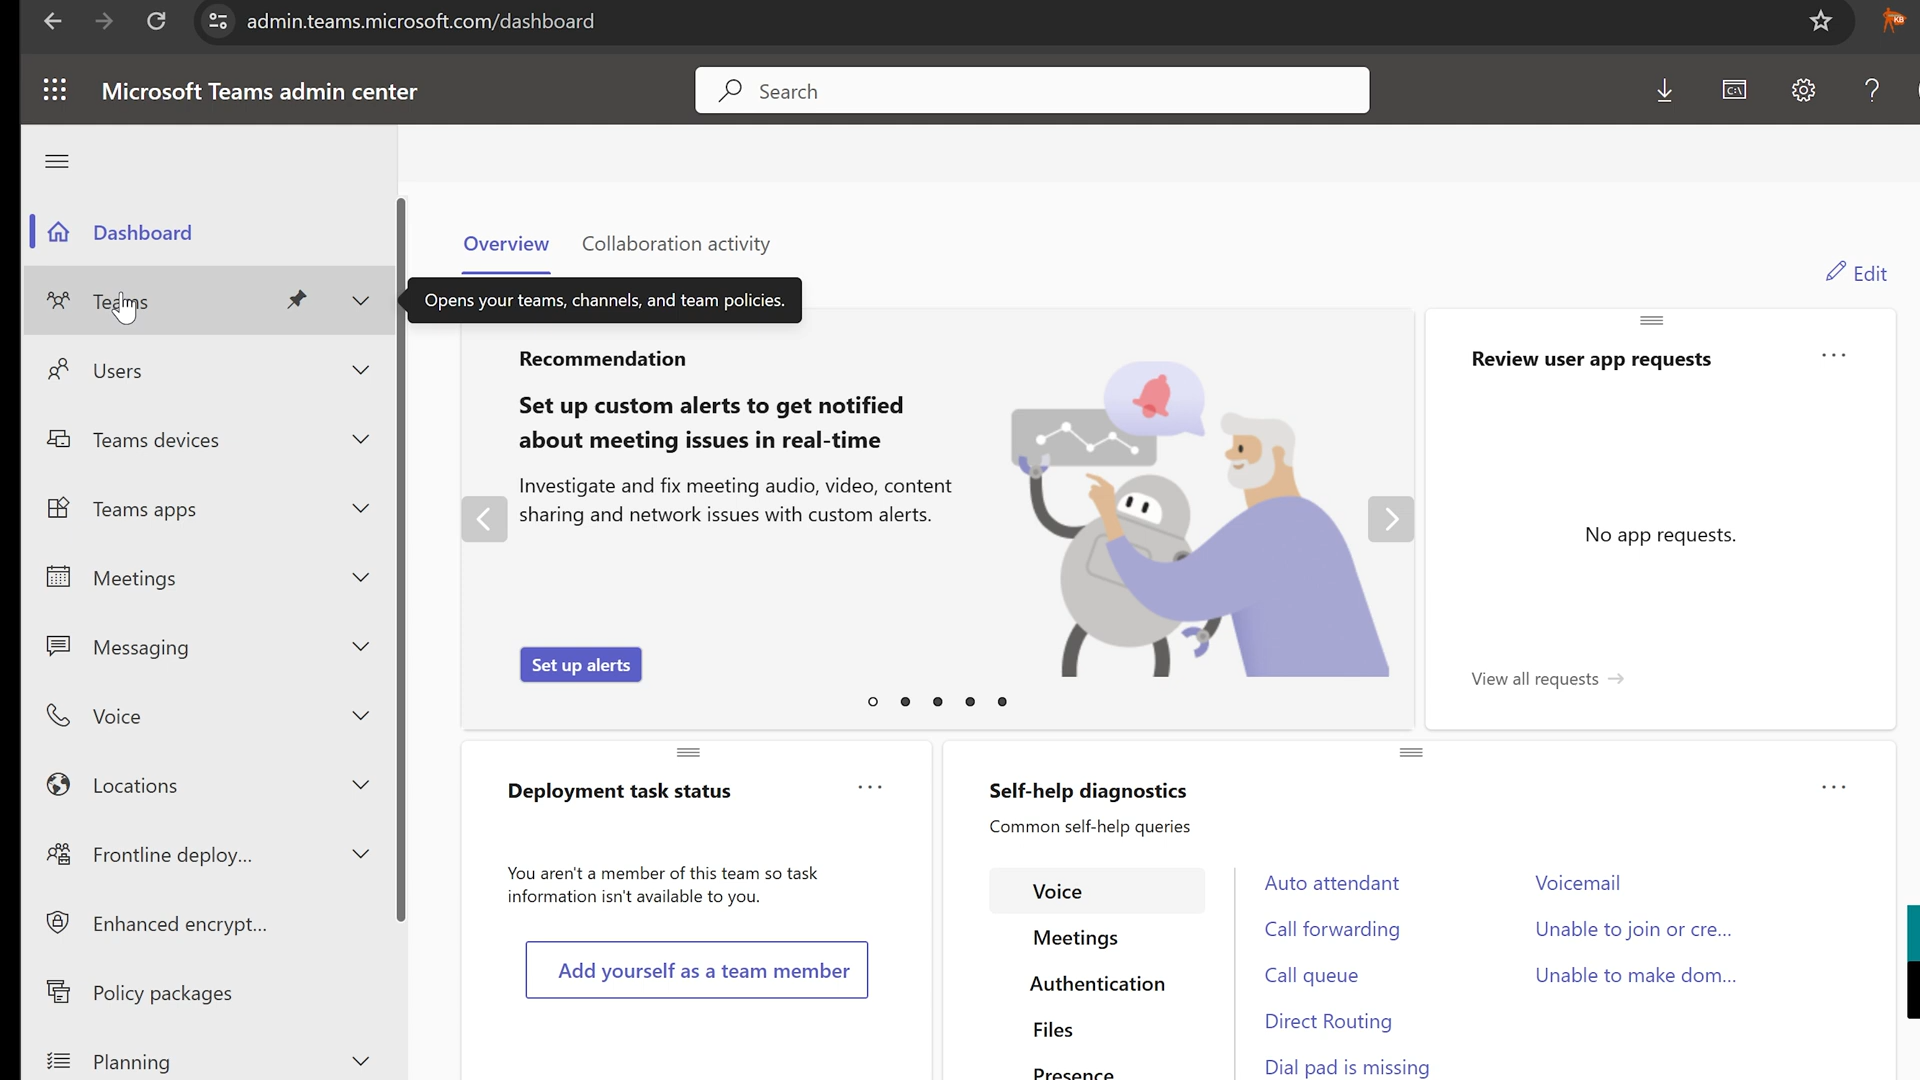 admin.teams.microsoft.com/dashboard
KB
Microsoft Teams admin center
Search
C:\
?
Dashboard
Teams
Opens your teams, channels, and team policies.
Users
Teams devices
Teams apps
Meetings
Messaging
Voice
Locations
Frontline deploy...
Enhanced encrypt...
Policy packages
Planning
Overview
Collaboration activity
Edit
Recommendation
Set up custom alerts to get notified
about meeting issues in real-time
Investigate and fix meeting audio, video, content
sharing and network issues with custom alerts.
Set up alerts
Review user app requests
No app requests.
View all requests
Deployment task status
You aren't a member of this team so task
information isn't available to you.
Add yourself as a team member
Self-help diagnostics
Common self-help queries
Voice
Meetings
Authentication
Files
Presence
Auto attendant
Call forwarding
Call queue
Direct Routing
Dial pad is missing
Voicemail
Unable to join or cre...
Unable to make dom...